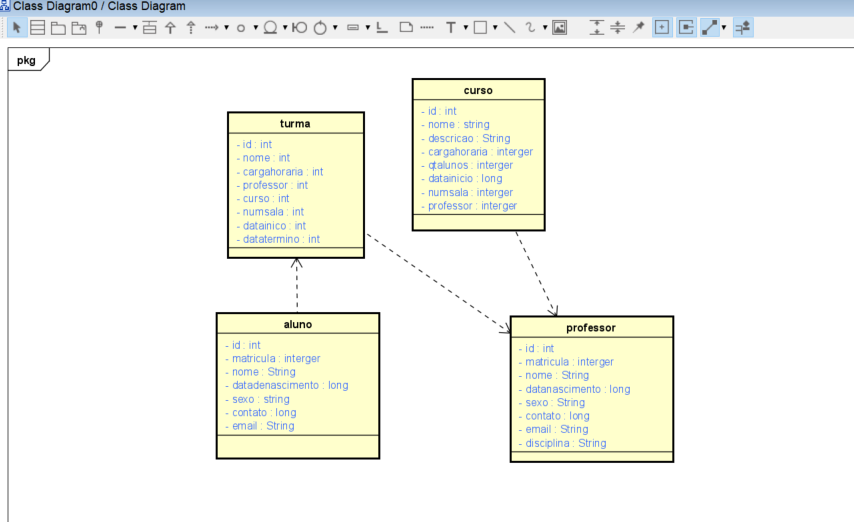 Class Diagram0 / Class Diagram
pkg
turma
- id : int
- nome : int
- cargahoraria : int
- professor : int
- curso : int
- numsala : int
- datainico : int
- datatermino : int
curso
- id : int
- nome : string
- descricao : String
- cargahoraria : interger
- qtalunos : interger
- datainicio : long
- numsala : interger
- professor : interger
aluno
- id : int
- matricula : interger
- nome : String
- datadenascimento : long
- sexo : string
- contato : long
- email : String
professor
- id : int
- matricula : interger
- nome : String
- datanascimento : long
- sexo : String
- contato : long
- email : String
- disciplina : String